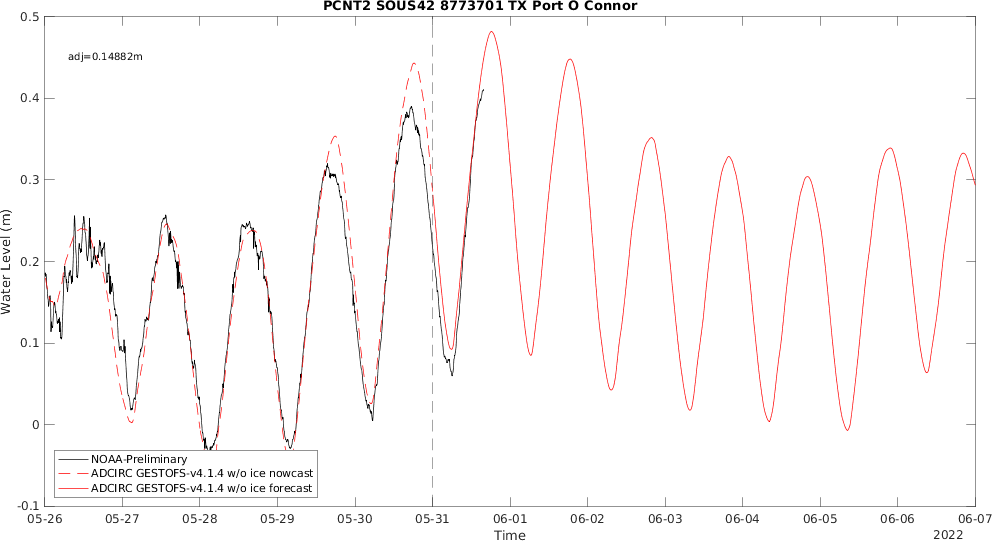 PCNT2 SOUS42 8773701 TX Port O Connor
adj=0.14882m
Water Level (m)
0.5
0.4
0.3
0.2
0.1
0
-0.1
NOAA-Preliminary
ADCIRC GESTOFS-v4.1.4 w/o ice nowcast
ADCIRC GESTOFS-v4.1.4 w/o ice forecast
05-26 05-27 05-28 05-29 05-30 05-31 06-01 06-02 06-03 06-04 06-05 06-06 06-07
Time
2022